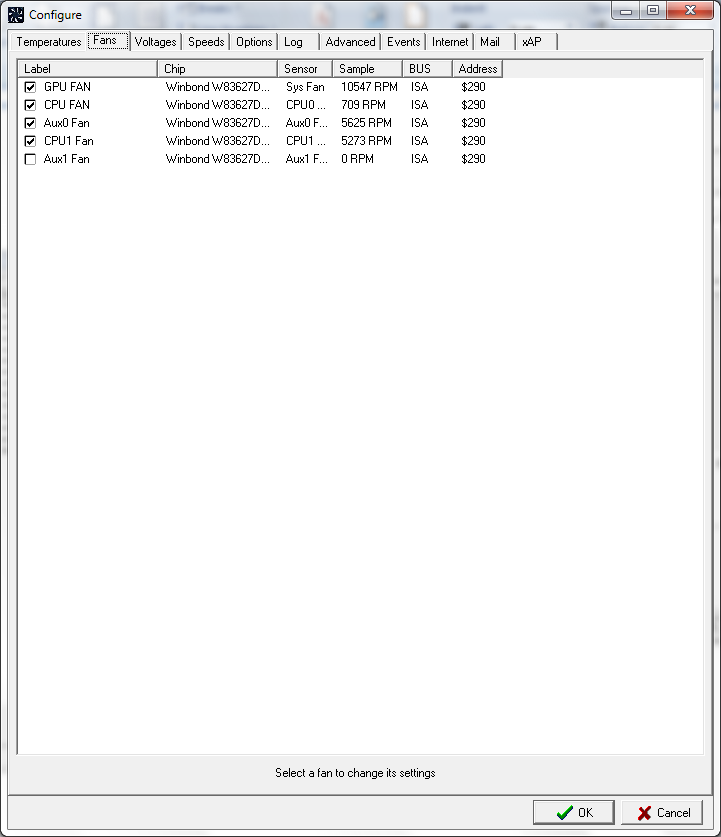 Configure
Temperatures Fans Voltages Speeds Options Log Advanced Events Internet Mail xAP
Label Chip Sensor Sample BUS Address
GPU FAN Winbond W83627D... Sys Fan 10547 RPM ISA $290
CPU FAN Winbond W83627D... CPU0 ... 709 RPM ISA $290
Aux0 Fan Winbond W83627D... Aux0 F... 5625 RPM ISA $290
CPU1 Fan Winbond W83627D... CPU1 ... 5273 RPM ISA $290
Aux1 Fan Winbond W83627D... Aux1 F... 0 RPM ISA $290
Select a fan to change its settings
OK Cancel